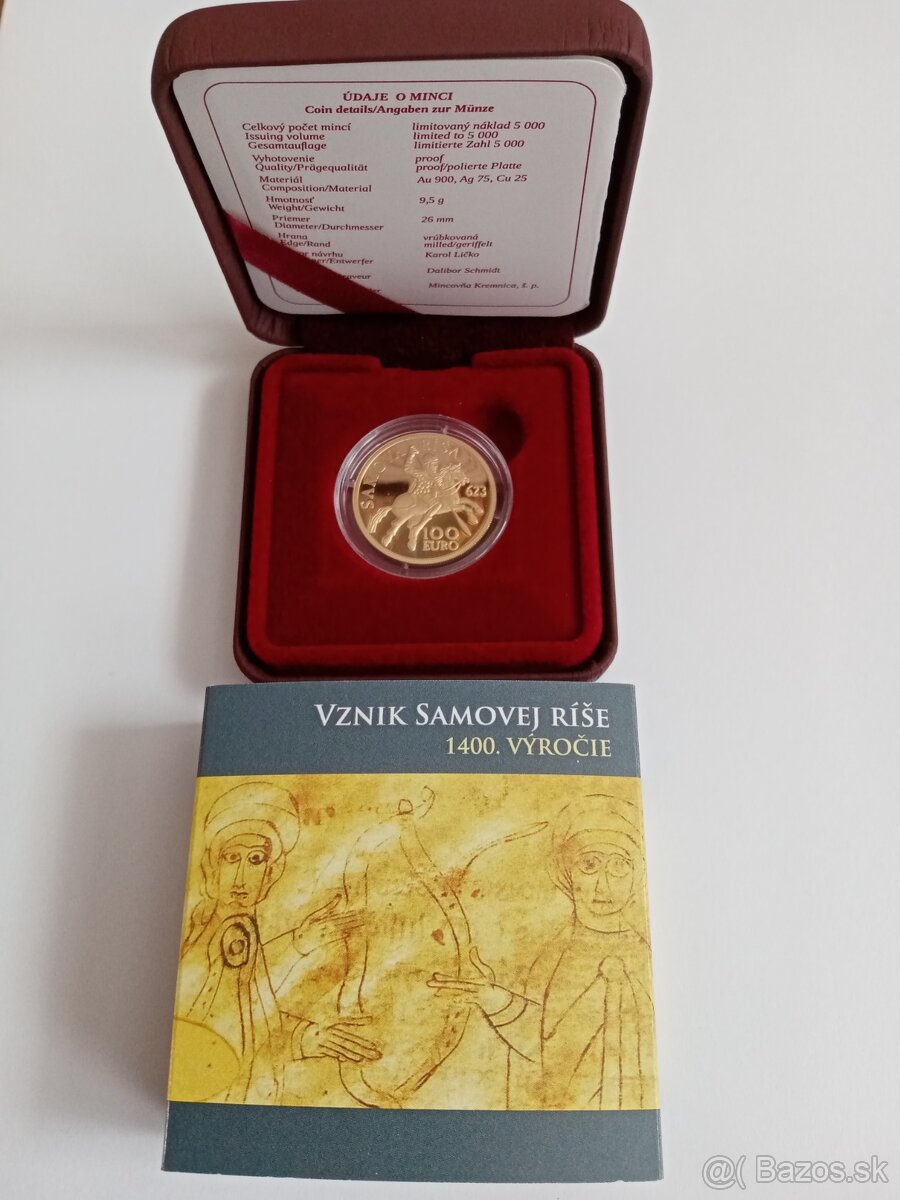 ÚDAJE O MINCI
Coin details/Angaben zur Münze
Celkový počet mincí limitovaný náklad 5 000
Issuing volume limited to 5 000
Gesamtauflage limitierte Zahl 5 000
Vyhotovenie proof
Quality/Prägequalität proof/polierte Platte
Materiál Au 900, Ag 75, Cu 25
Composition/Material
Hmotnosť 9,5 g
Weight/Gewicht
Priemer 26 mm
Diameter/Durchmesser
Hrana vrúbkovaná
Edge/Rand milled/geriffelt
návrhu Karol Ličko
/Entwerfer
Dalibor Schmidt
raveur
Mincovňa Kremnica, š. p.
623
100
EURO
VZNIK SAMOVEJ RÍŠE
1400. VÝROČIE
@( Bazos.sk